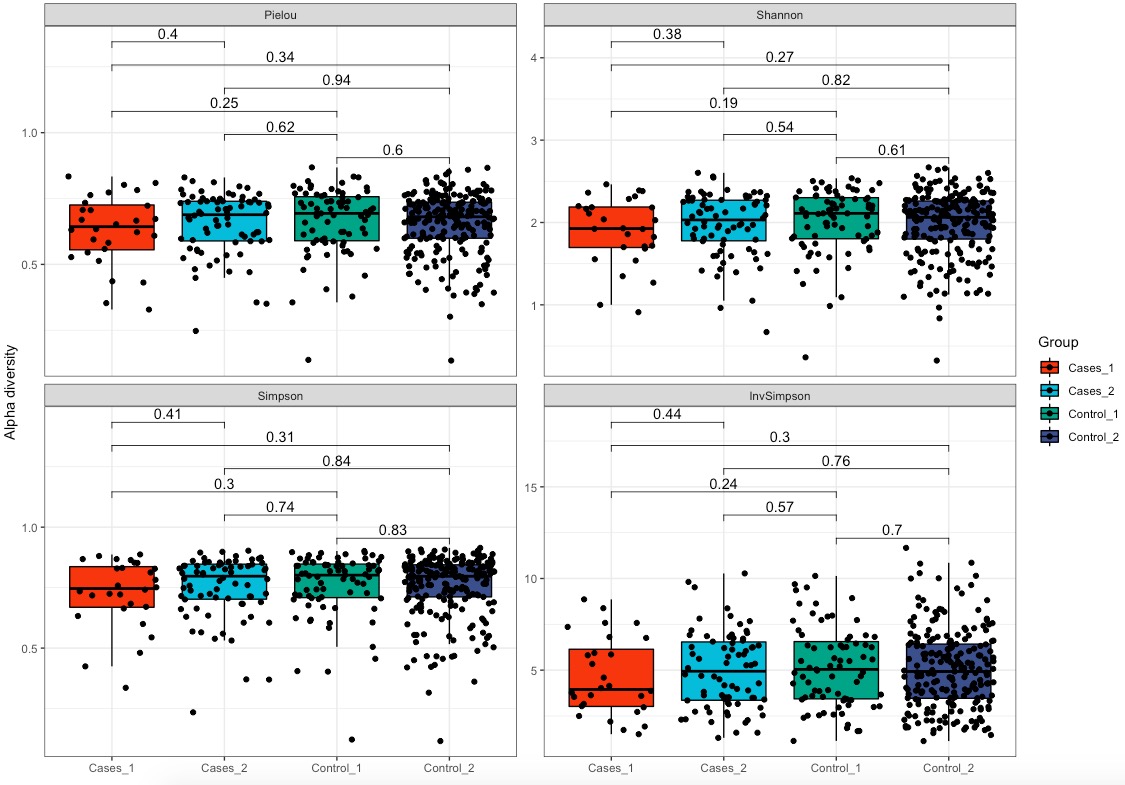 Alpha diversity
Pielou
0.4
0.34
0.94
0.25
0.62
0.6
1.0
0.5
Shannon
0.38
0.27
0.82
0.19
0.54
0.61
4
3
2
1
Simpson
0.41
0.31
0.84
0.3
0.74
0.83
1.0
0.5
Cases_1 Cases_2 Control_1 Control_2
InvSimpson
0.44
0.3
0.76
0.24
0.57
0.7
15
10
5
Cases_1 Cases_2 Control_1 Control_2
Group
Cases_1
Cases_2
Control_1
Control_2